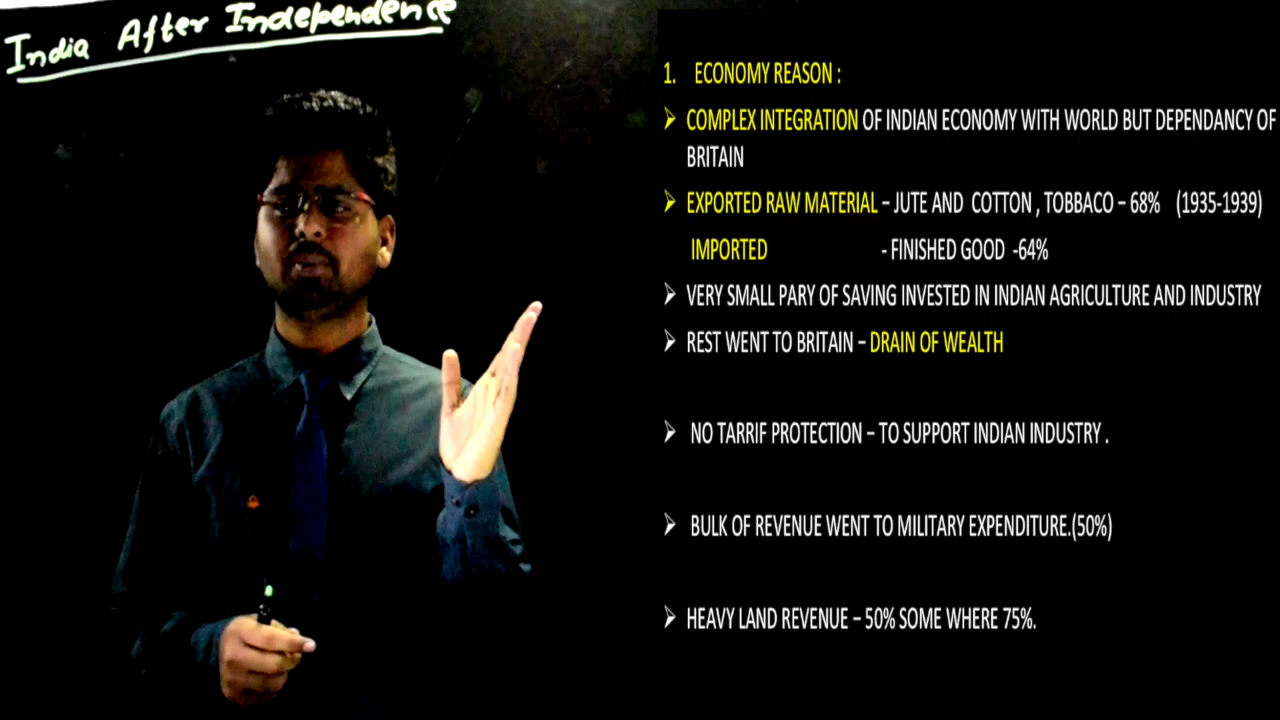 India After Independence
1. ECONOMY REASON :
COMPLEX INTEGRATION OF INDIAN ECONOMY WITH WORLD BUT DEPENDANCY OF
BRITAIN
EXPORTED RAW MATERIAL – JUTE AND COTTON , TOBBACO – 68% (1935-1939)
IMPORTED - FINISHED GOOD -64%
VERY SMALL PARY OF SAVING INVESTED IN INDIAN AGRICULTURE AND INDUSTRY
REST WENT TO BRITAIN – DRAIN OF WEALTH
NO TARRIF PROTECTION – TO SUPPORT INDIAN INDUSTRY .
BULK OF REVENUE WENT TO MILITARY EXPENDITURE.(50%)
HEAVY LAND REVENUE – 50% SOME WHERE 75%.